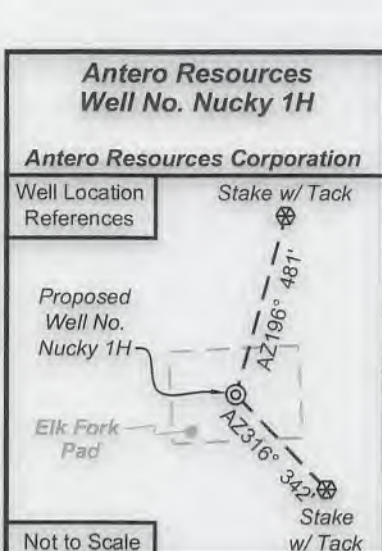 Antero Resources
Well No. Nucky 1H
Antero Resources Corporation
Well Location
References
Stake w/ Tack
AZ196° 481'
Proposed
Well No.
Nucky 1H
Elk Fork
Pad
AZ316° 342'
Stake
w/ Tack
Not to Scale